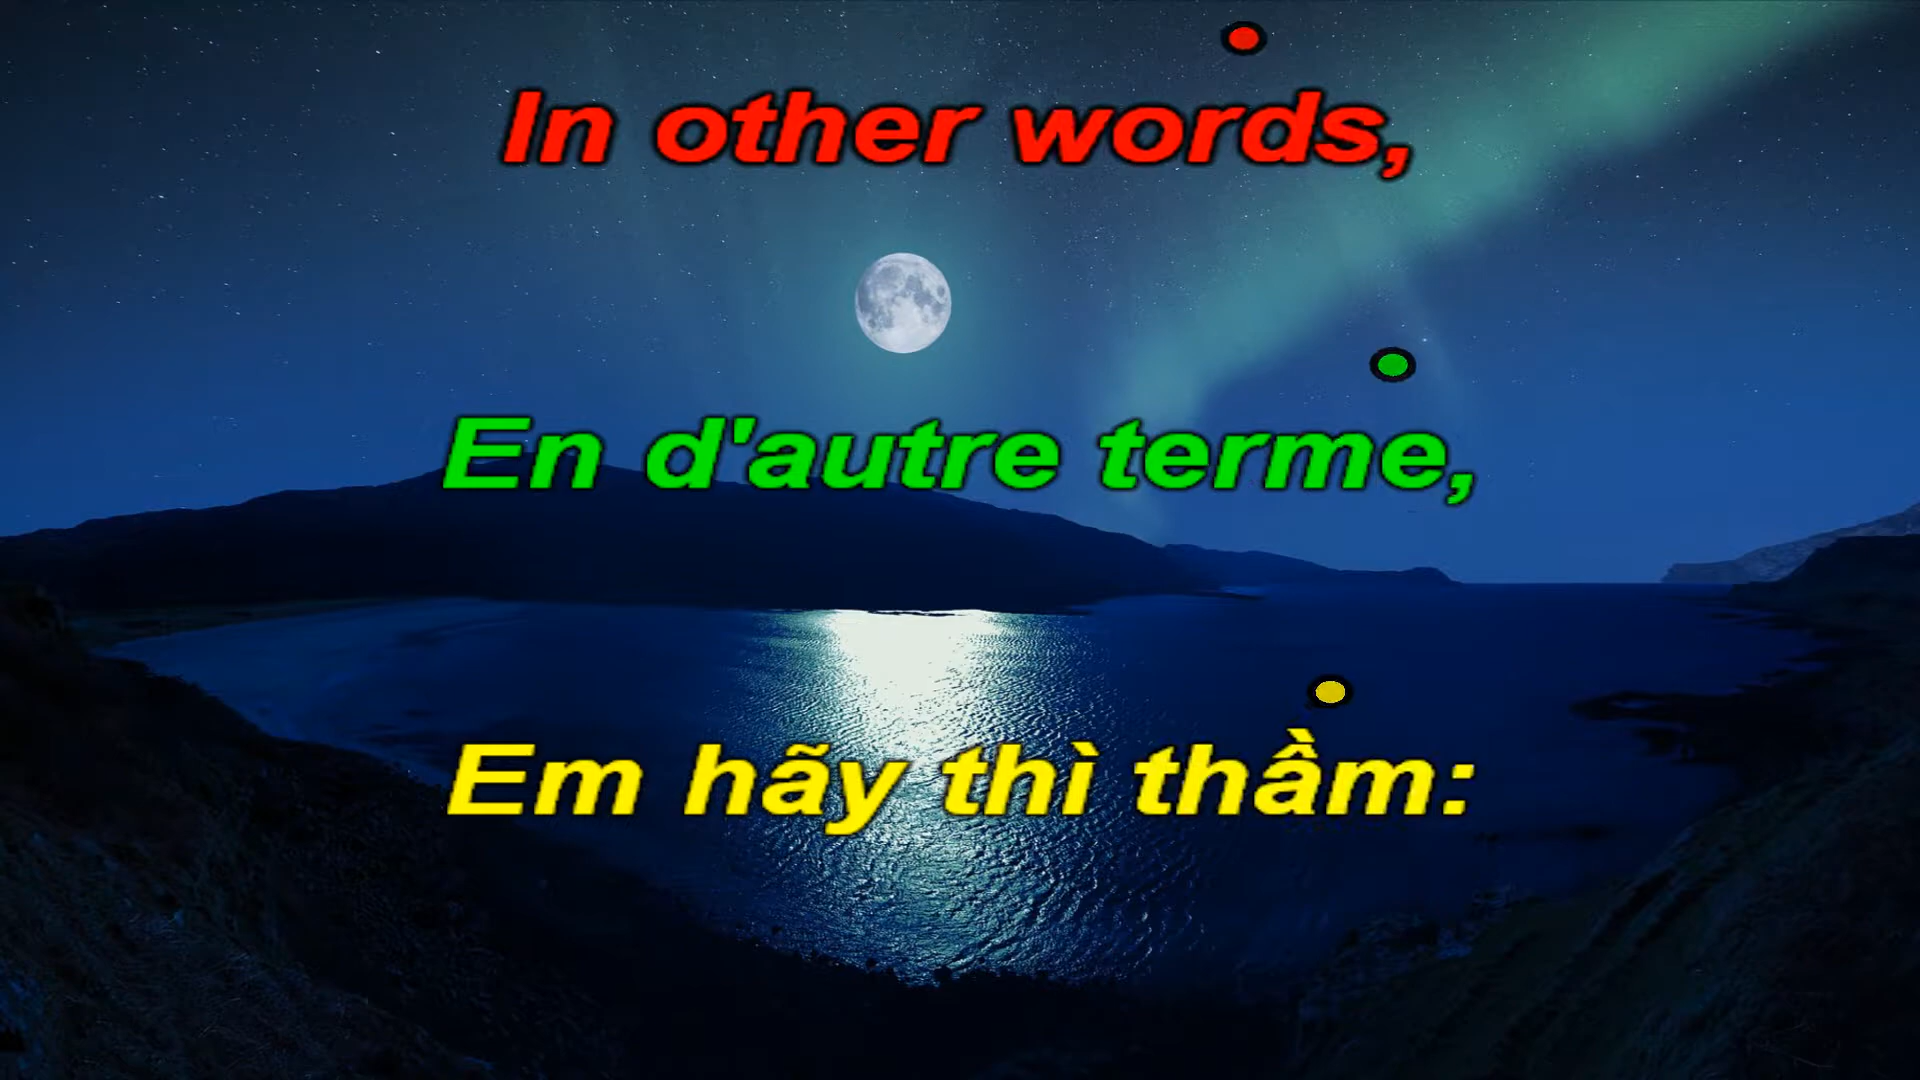 In other words,
En d'autre terme,
Em hãy thì thầm: